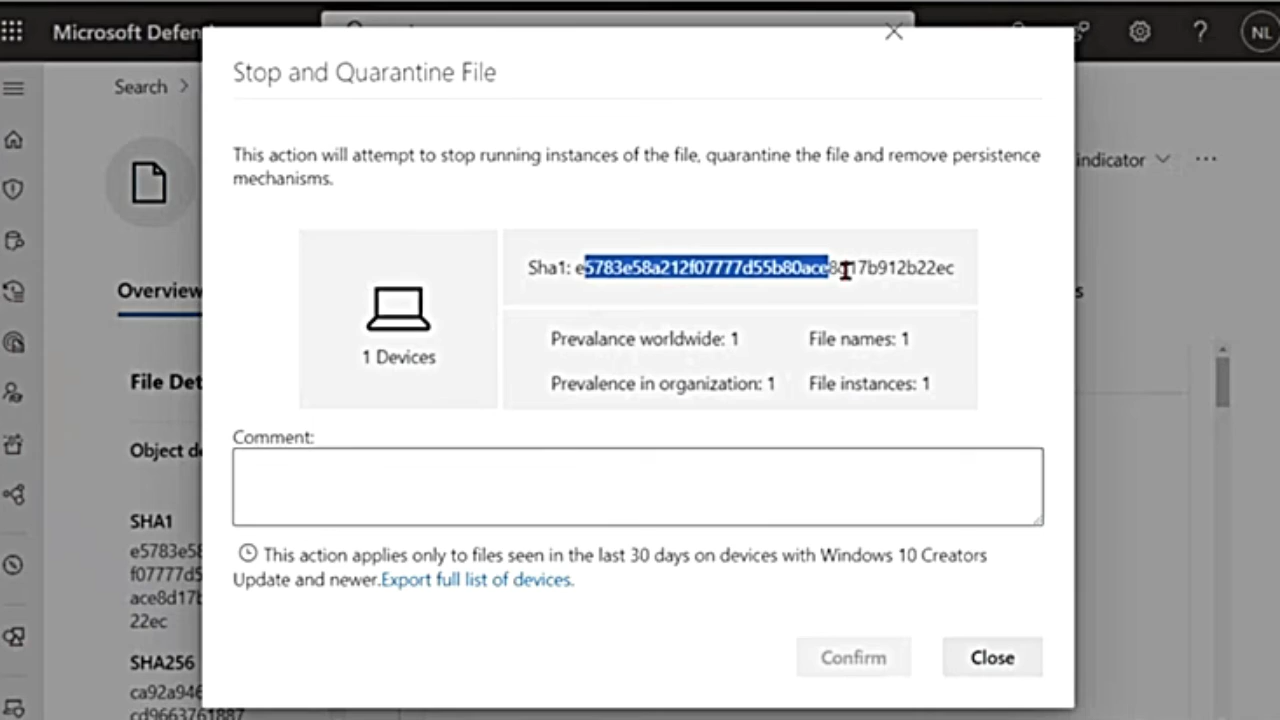 Microsoft Defen
NL
Stop and Quarantine File
Search >
This action will attempt to stop running instances of the file, quarantine the file and remove persistence
mechanisms.
indicator
Sha1: e5783e58a212f07777d55b80ace8d17b912b22ec
Overview
1 Devices
Prevalance worldwide: 1
File names: 1
Prevalence in organization: 1
File instances: 1
File Det
Comment:
Object de
SHA1
e5783e58
f07777d5
ace8d17b
22ec
This action applies only to files seen in the last 30 days on devices with Windows 10 Creators
Update and newer.Export full list of devices.
Confirm
Close
SHA256
ca92a946
cd9663761887